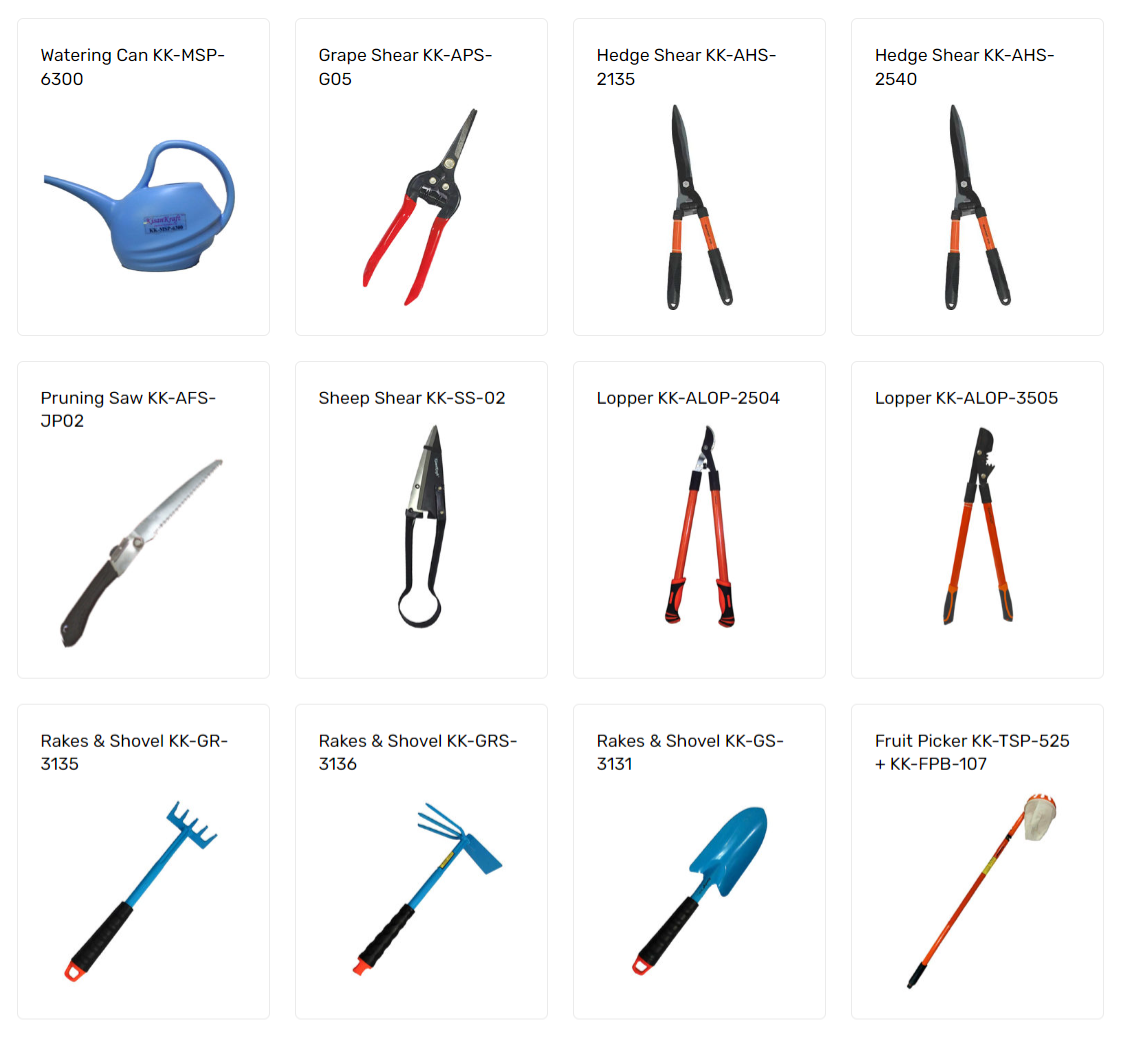 Watering Can KK-MSP-
6300
Grape Shear KK-APS-
G05
Hedge Shear KK-AHS-
2135
Hedge Shear KK-AHS-
2540
KK-MSP-6300
Pruning Saw KK-AFS-
JP02
Sheep Shear KK-SS-02
Lopper KK-ALOP-2504
Lopper KK-ALOP-3505
Rakes & Shovel KK-GR-
3135
Rakes & Shovel KK-GRS-
3136
Rakes & Shovel KK-GS-
3131
Fruit Picker KK-TSP-525
+ KK-FPB-107